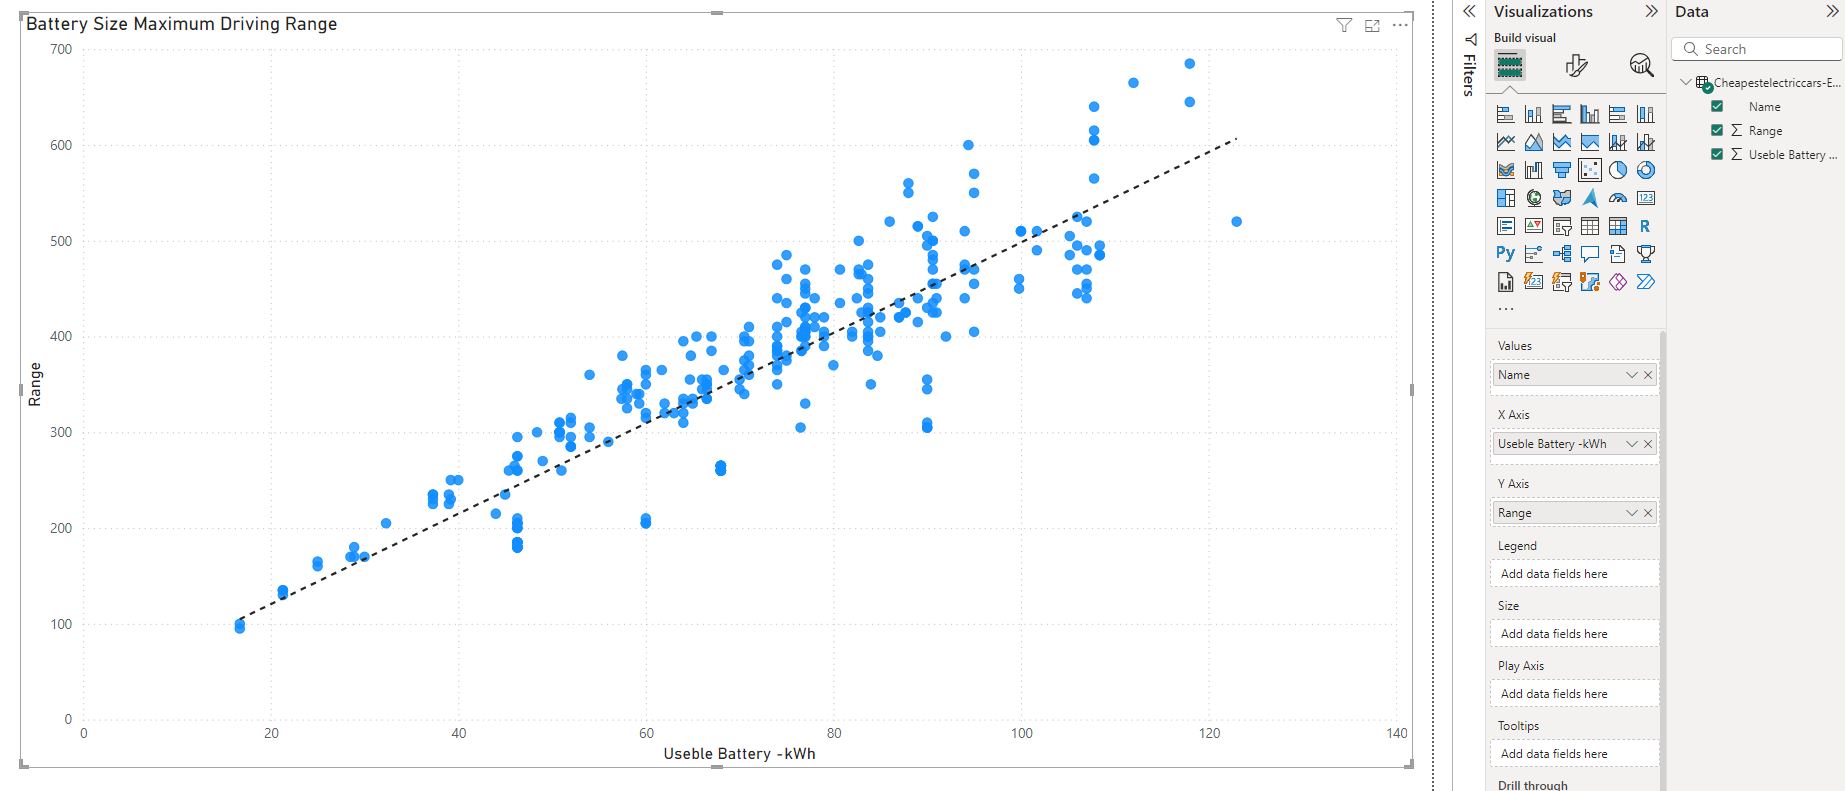 Battery Size Maximum Driving Range
700
600
500
400
300
200
100
0
Range
0 20 40 60 80 100 120 140
Useble Battery -kWh
Filters
Visualizations
Build visual
123
R
Py
123
...
Values
Name
X Axis
Useble Battery -kWh
Y Axis
Range
Legend
Add data fields here
Size
Add data fields here
Play Axis
Add data fields here
Tooltips
Add data fields here
Drill through
Data
Search
Cheapestelectriccars-E...
Name
Σ Range
Σ Useble Battery ...